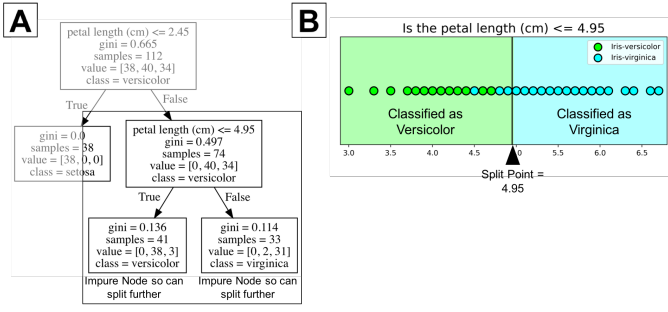 A
petal length (cm) <= 2.45
gini = 0.665
samples = 112
value = [38, 40, 34]
class = versicolor
True
False
gini = 0.0
samples = 38
value = [38, 0, 0]
class = setosa
petal length (cm) <= 4.95
gini = 0.497
samples = 74
value = [0, 40, 34]
class = versicolor
True
False
gini = 0.136
samples = 41
value = [0, 38, 3]
class = versicolor
gini = 0.114
samples = 33
value = [0, 2, 31]
class = virginica
Impure Node so can
split further
Impure Node so can
split further
B
Is the petal length (cm) <= 4.95
Iris-versicolor
Iris-virginica
Classified as
Versicolor
Classified as
Virginica
3.0 3.5 4.0 4.5 5.0 5.5 6.0 6.5
Split Point =
4.95